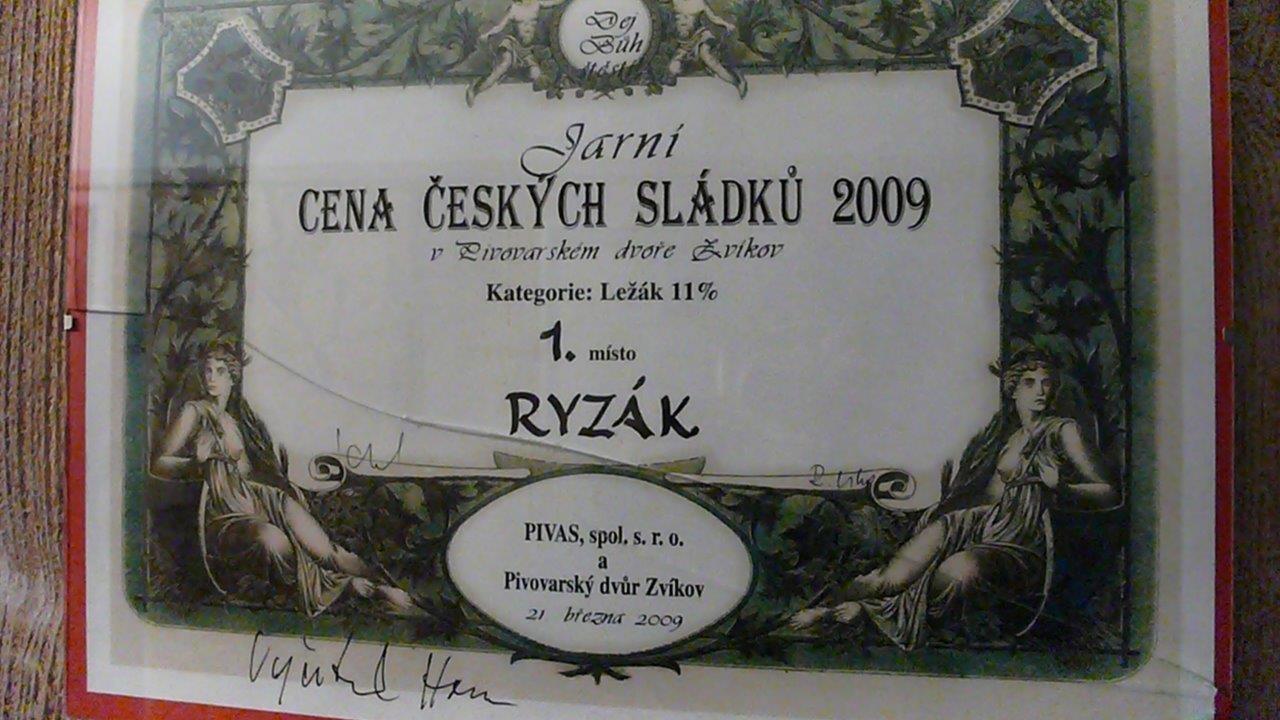 Dej
Bůh
štěstí
Jarní
CENA ČESKÝCH SLÁDKŮ 2009
v Pivovarském dvoře Zvíkov
Kategorie: Ležák 11%
1. místo
RYZÁK
PIVAS, spol. s. r. o.
a
Pivovarský dvůr Zvíkov
21 března 2009